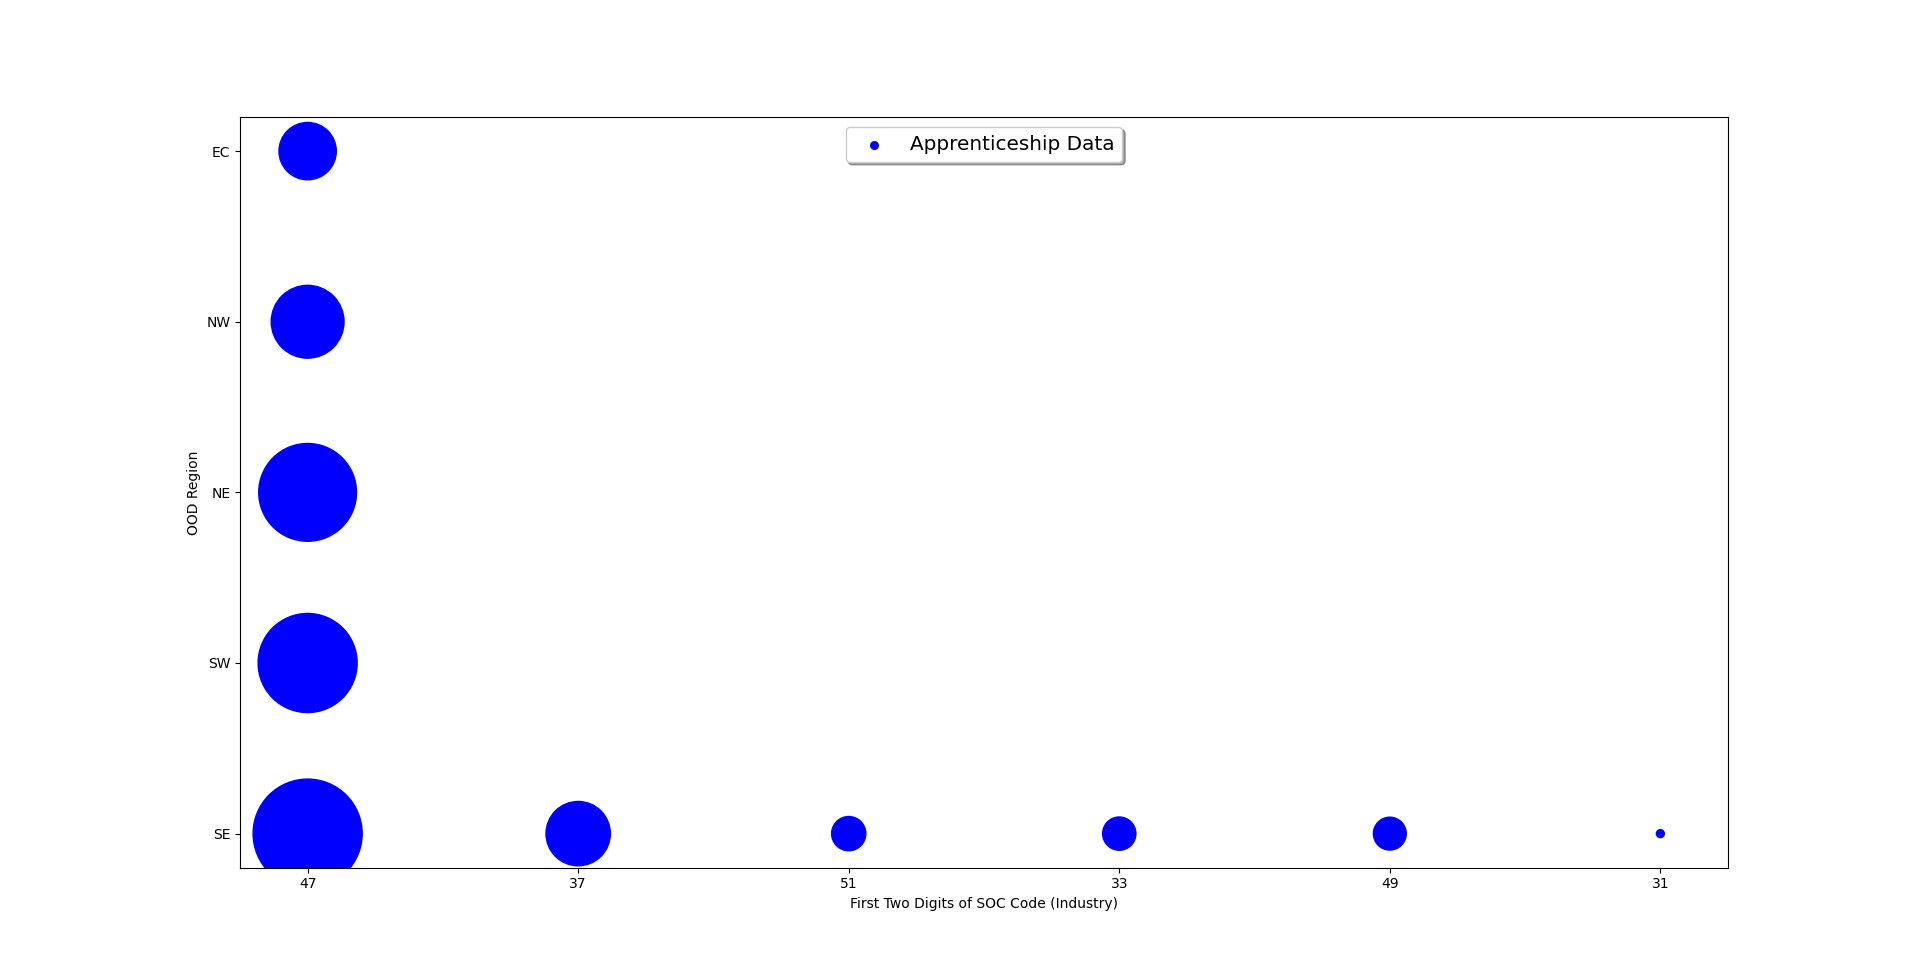 Apprenticeship Data
EC
NW
NE
SW
SE
OOD Region
47 37 51 33 49 31
First Two Digits of SOC Code (Industry)